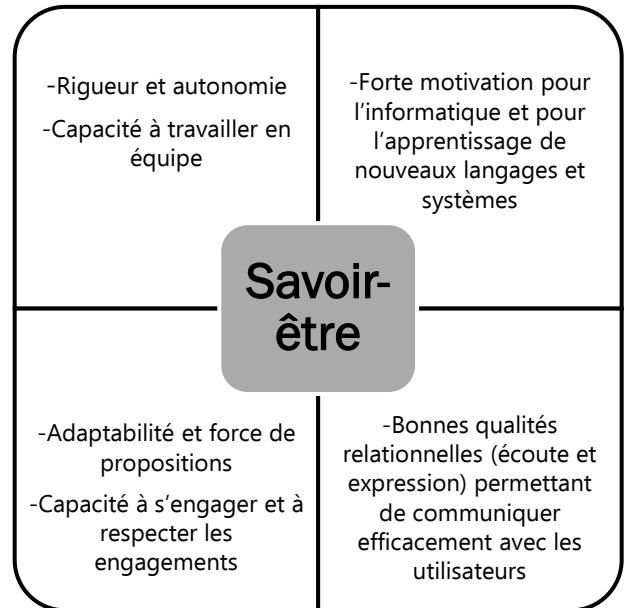 -Rigueur et autonomie
-Capacité à travailler en
équipe
-Forte motivation pour
l’informatique et pour
l’apprentissage de
nouveaux langages et
systèmes
Savoir-
être
-Adaptabilité et force de
propositions
-Capacité à s’engager et à
respecter les
engagements
-Bonnes qualités
relationnelles (écoute et
expression) permettant
de communiquer
efficacement avec les
utilisateurs